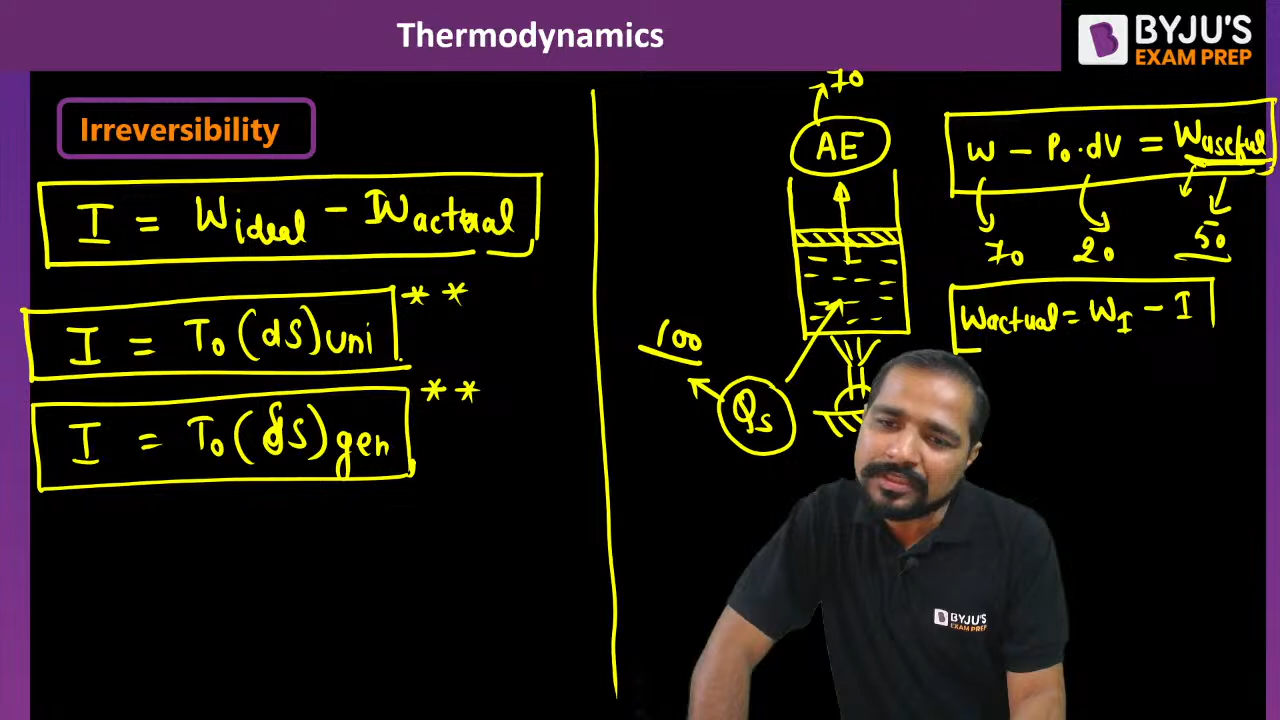 Thermodynamics
BYJU'S
EXAM PREP
Irreversibility
I = Wideal - Wactual
I = T₀(dS)uni **
I = T₀(δS)gen **
70
AE
100
Qs
W - P₀.dV = Wuseful
70 20 50
Wactual = W_I - I
BYJU'S
EXAM PREP